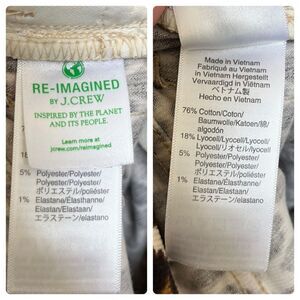 RE-IMAGINED
BY J.CREW
INSPIRED BY THE PLANET
AND ITS PEOPLE.
Learn more at
jcrew.com/reimagined
5% Polyester/Polyester/
Polyester/Polyester/
ポリエステル/poliéster
1% Elastane/Élasthanne/
Elastan/Elastaan/
エラステーン/elastano
Made in Vietnam
Fabriqué au Vietnam
in Vietnam Hergestellt
Vervaardigd in Vietnam
ベトナム製
Hecho en Vietnam
76% Cotton/Coton/
Baumwolle/Katoen/綿/
algodón
18% Lyocell/Lyocell/Lyocell/
Lyocell/リヨセル/lyocell
5% Polyester/Polyester/
Polyester/Polyester/
ポリエステル/poliéster
1% Elastane/Élasthanne/
Elastan/Elastaan/
エラステーン/elastano